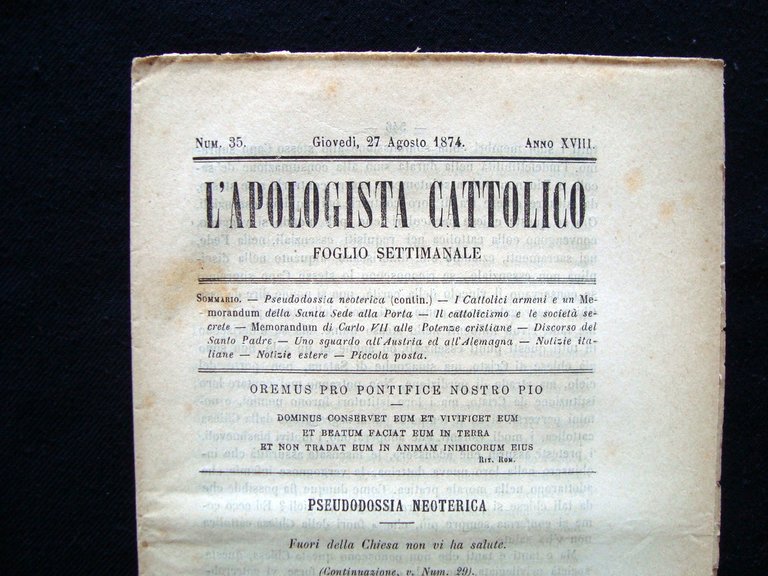 Num. 35. Giovedì, 27 Agosto 1874. Anno XVIII.
L'APOLOGISTA CATTOLICO
FOGLIO SETTIMANALE
Sommario. — Pseudodossia neoterica (contin.) — I Cattolici armeni e un Me-
morandum della Santa Sede alla Porta — Il cattolicismo e le società se-
crete — Memorandum di Carlo VII alle Potenze cristiane — Discorso del
Santo Padre — Uno sguardo all'Austria ed all'Alemagna — Notizie ita-
liane — Notizie estere — Piccola posta.
OREMUS PRO PONTIFICE NOSTRO PIO
DOMINUS CONSERVET EUM ET VIVIFICET EUM
ET BEATUM FACIAT EUM IN TERRA
ET NON TRADAT EUM IN ANIMAM INIMICORUM EIUS
Rit. Rom.
PSEUDODOSSIA NEOTERICA
Fuori della Chiesa non vi ha salute.
(Continuazione, v. Num. 29).